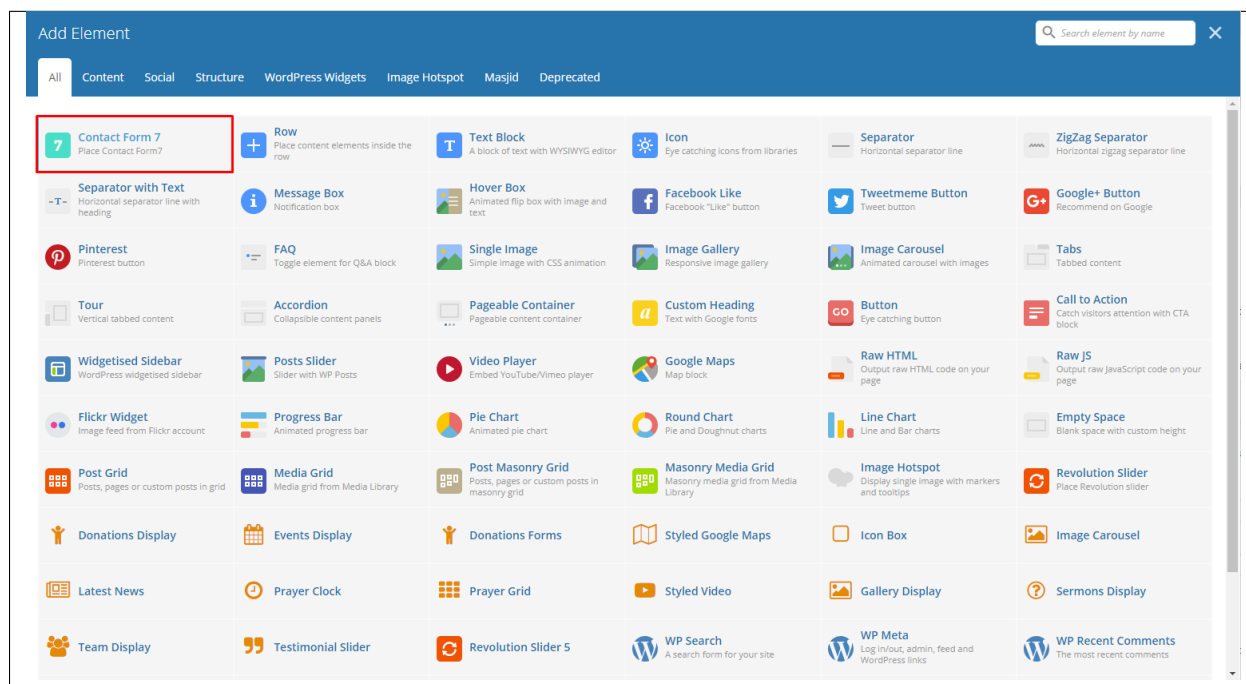 Add Element
Search element by name
All Content Social Structure WordPress Widgets Image Hotspot Masjid Deprecated
7
Contact Form 7
Place Contact Form7
Row
Place content elements inside the
row
T
Text Block
A block of text with WYSIWYG editor
Icon
Eye catching icons from libraries
Separator
Horizontal separator line
ZigZag Separator
Horizontal zigzag separator line
-T-
Separator with Text
Horizontal separator line with
heading
i
Message Box
Notification box
Hover Box
Animated flip box with image and
text
f
Facebook Like
Facebook "Like" button
Tweetmeme Button
Tweet button
G+
Google+ Button
Recommend on Google
Pinterest
Pinterest button
FAQ
Toggle element for Q&A block
Single Image
Simple image with CSS animation
Image Gallery
Responsive image gallery
Image Carousel
Animated carousel with images
Tabs
Tabbed content
Tour
Vertical tabbed content
Accordion
Collapsible content panels
Pageable Container
Pageable content container
a
Custom Heading
Text with Google fonts
GO
Button
Eye catching button
Call to Action
Catch visitors attention with CTA
block
Widgetised Sidebar
WordPress widgetised sidebar
Posts Slider
Slider with WP Posts
Video Player
Embed YouTube/Vimeo player
Google Maps
Map block
Raw HTML
Output raw HTML code on your
page
Raw JS
Output raw JavaScript code on your
page
Flickr Widget
Image feed from Flickr account
Progress Bar
Animated progress bar
Pie Chart
Animated pie chart
Round Chart
Pie and Doughnut charts
Line Chart
Line and Bar charts
Empty Space
Blank space with custom height
Post Grid
Posts, pages or custom posts in grid
Media Grid
Media grid from Media Library
Post Masonry Grid
Posts, pages or custom posts in
masonry grid
Masonry Media Grid
Masonry media grid from Media
Library
Image Hotspot
Display single image with markers
and tooltips
Revolution Slider
Place Revolution slider
Donations Display
Events Display
Donations Forms
Styled Google Maps
Icon Box
Image Carousel
Latest News
Prayer Clock
Prayer Grid
Styled Video
Gallery Display
Sermons Display
Team Display
Testimonial Slider
Revolution Slider 5
WP Search
A search form for your site
WP Meta
Log in/out, admin, feed and
WordPress links
WP Recent Comments
The most recent comments